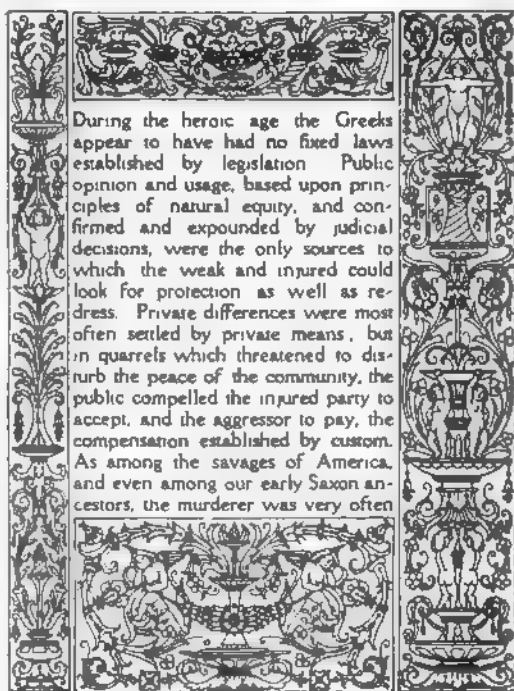 During the heroic age the Greeks
appear to have had no fixed laws
established by legislation Public
opinion and usage, based upon prin-
ciples of natural equity, and con-
firmed and expounded by judicial
decisions, were the only sources to
which the weak and injured could
look for protection as well as re-
dress. Private differences were most
often settled by private means, but
in quarrels which threatened to dis-
turb the peace of the community, the
public compelled the injured party to
accept, and the aggressor to pay, the
compensation established by custom.
As among the savages of America,
and even among our early Saxon an-
cestors, the murderer was very often